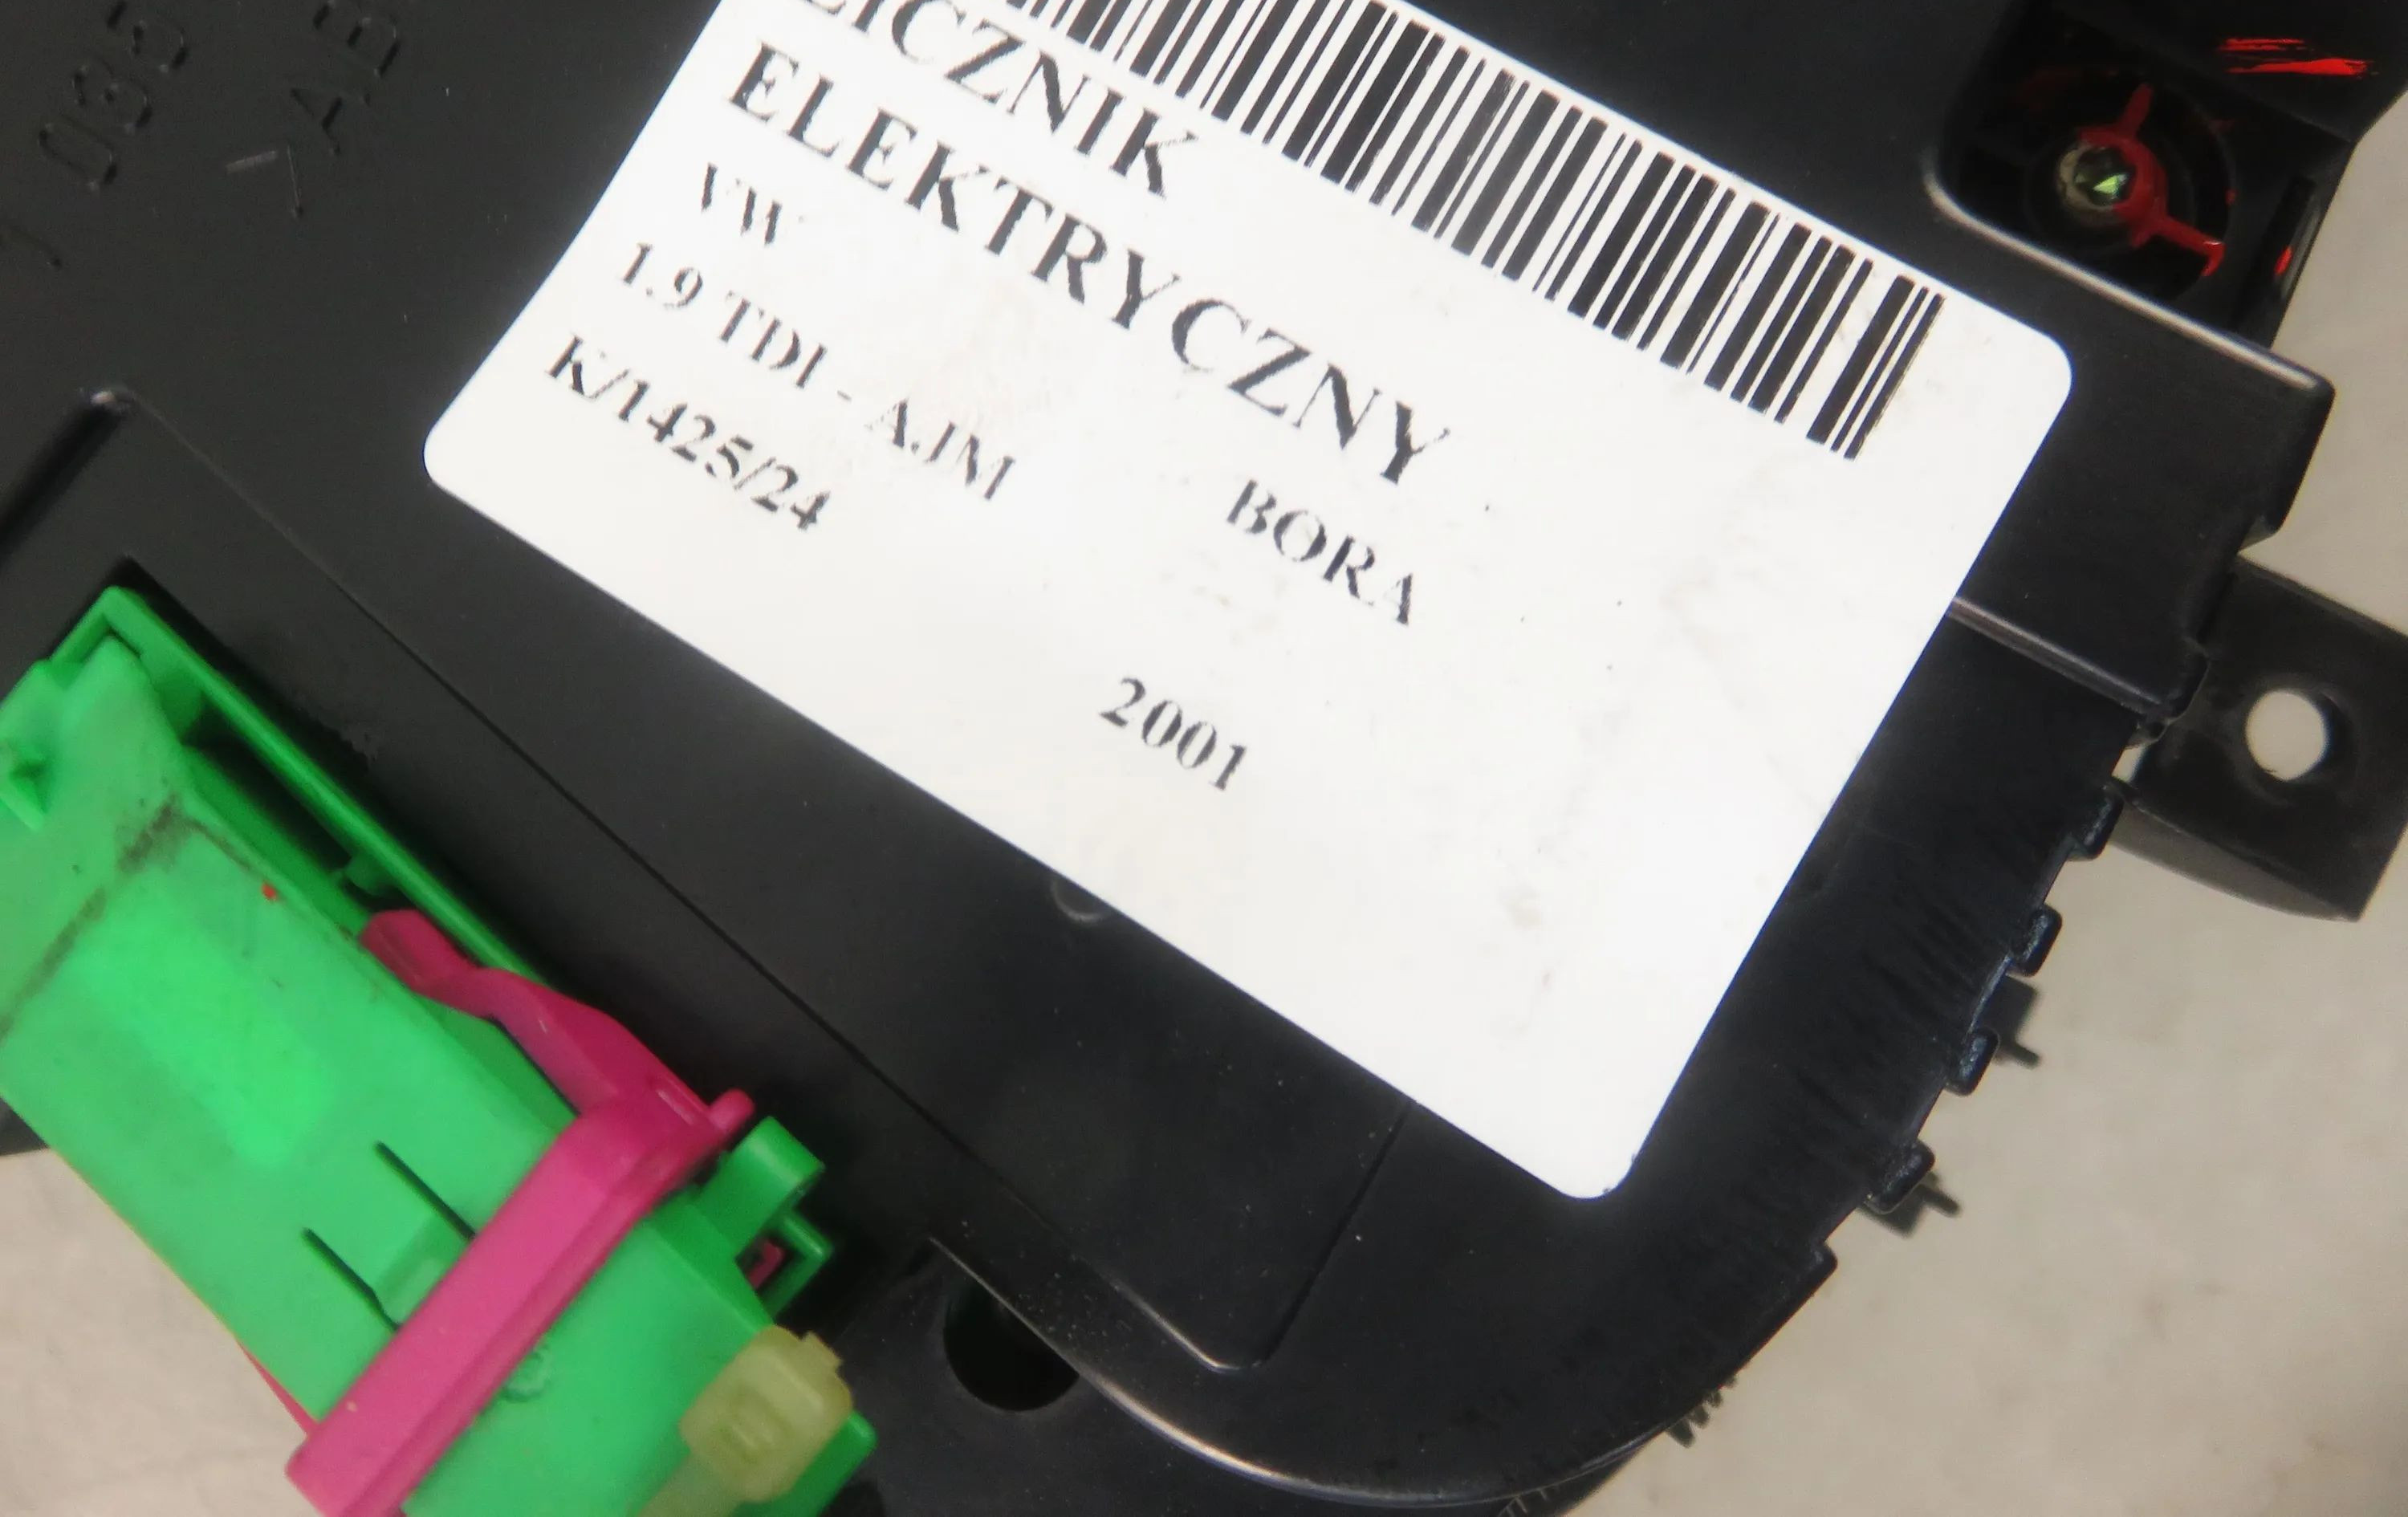 LICZNIK
ELEKTRYCZNY
VW BORA
1.9 TDI - AJM 2001
K/1425/24